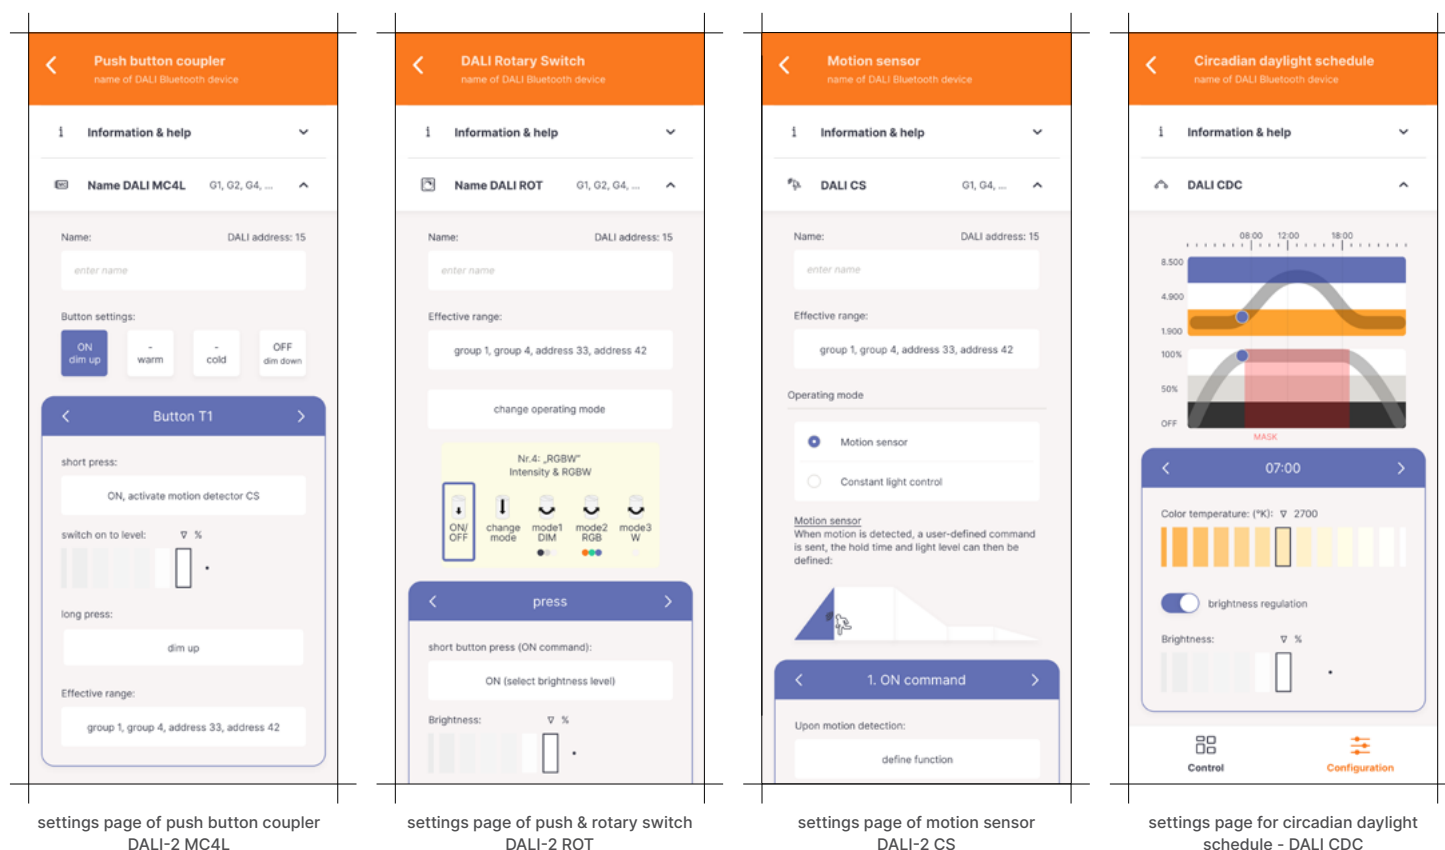 Push button coupler
name of DALI Bluetooth device
Information & help
Name DALI MC4L G1, G2, G4, ...
Name: DALI address: 15
enter name
Button settings:
ON
dim up
-
warm
-
cold
OFF
dim down
Button T1
short press:
ON, activate motion detector CS
switch on to level: ∇ %
long press:
dim up
Effective range:
group 1, group 4, address 33, address 42
settings page of push button coupler
DALI-2 MC4L
DALI Rotary Switch
name of DALI Bluetooth device
Information & help
Name DALI ROT G1, G2, G4, ...
Name: DALI address: 15
enter name
Effective range:
group 1, group 4, address 33, address 42
change operating mode
Nr.4: „RGBW"
Intensity & RGBW
ON/
OFF
change
mode
mode1
DIM
mode2
RGB
mode3
W
press
short button press (ON command):
ON (select brightness level)
Brightness: ∇ %
settings page of push & rotary switch
DALI-2 ROT
Motion sensor
name of DALI Bluetooth device
Information & help
DALI CS G1, G4, ...
Name: DALI address: 15
enter name
Effective range:
group 1, group 4, address 33, address 42
Operating mode
Motion sensor
Constant light control
Motion sensor
When motion is detected, a user-defined command
is sent, the hold time and light level can then be
defined:
1. ON command
Upon motion detection:
define function
settings page of motion sensor
DALI-2 CS
Circadian daylight schedule
name of DALI Bluetooth device
Information & help
DALI CDC
08:00 12:00 18:00
8.500
4.900
1.900
100%
50%
OFF
MASK
07:00
Color temperature: (°K): ∇ 2700
brightness regulation
Brightness: ∇ %
Control
Configuration
settings page for circadian daylight
schedule - DALI CDC